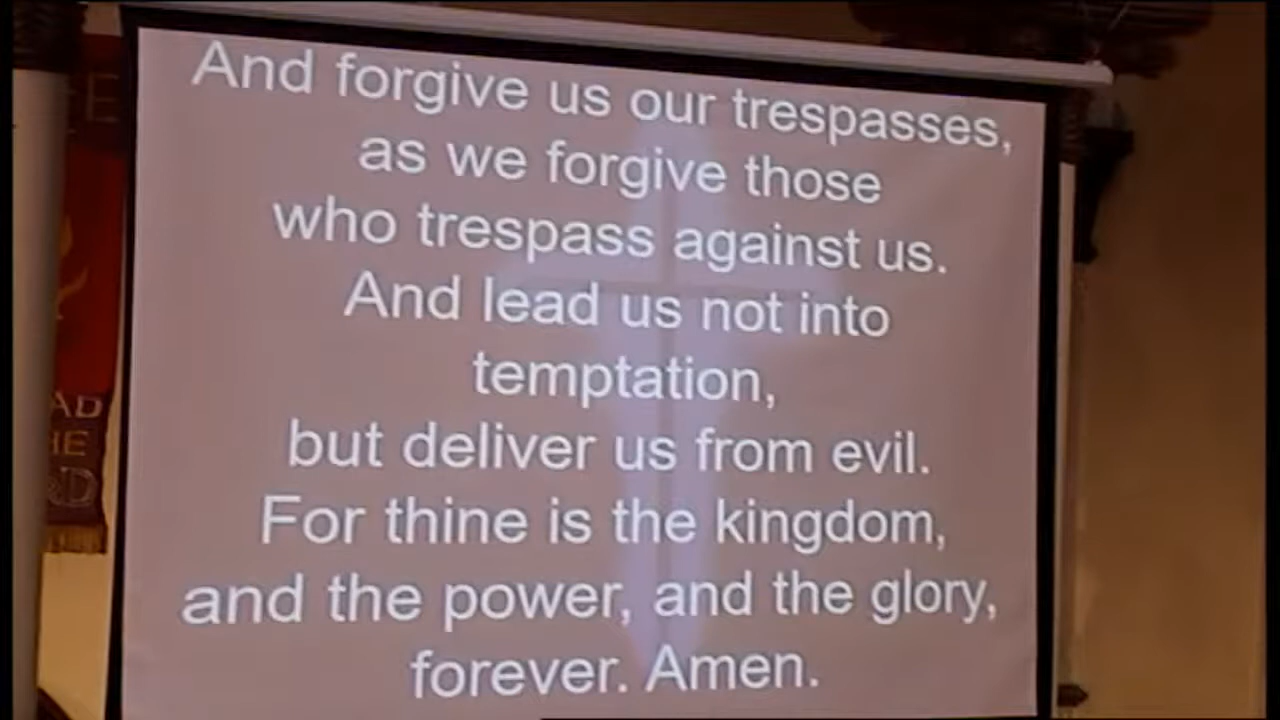 And forgive us our trespasses,
as we forgive those
who trespass against us.
And lead us not into
temptation,
but deliver us from evil.
For thine is the kingdom,
and the power, and the glory,
forever. Amen.